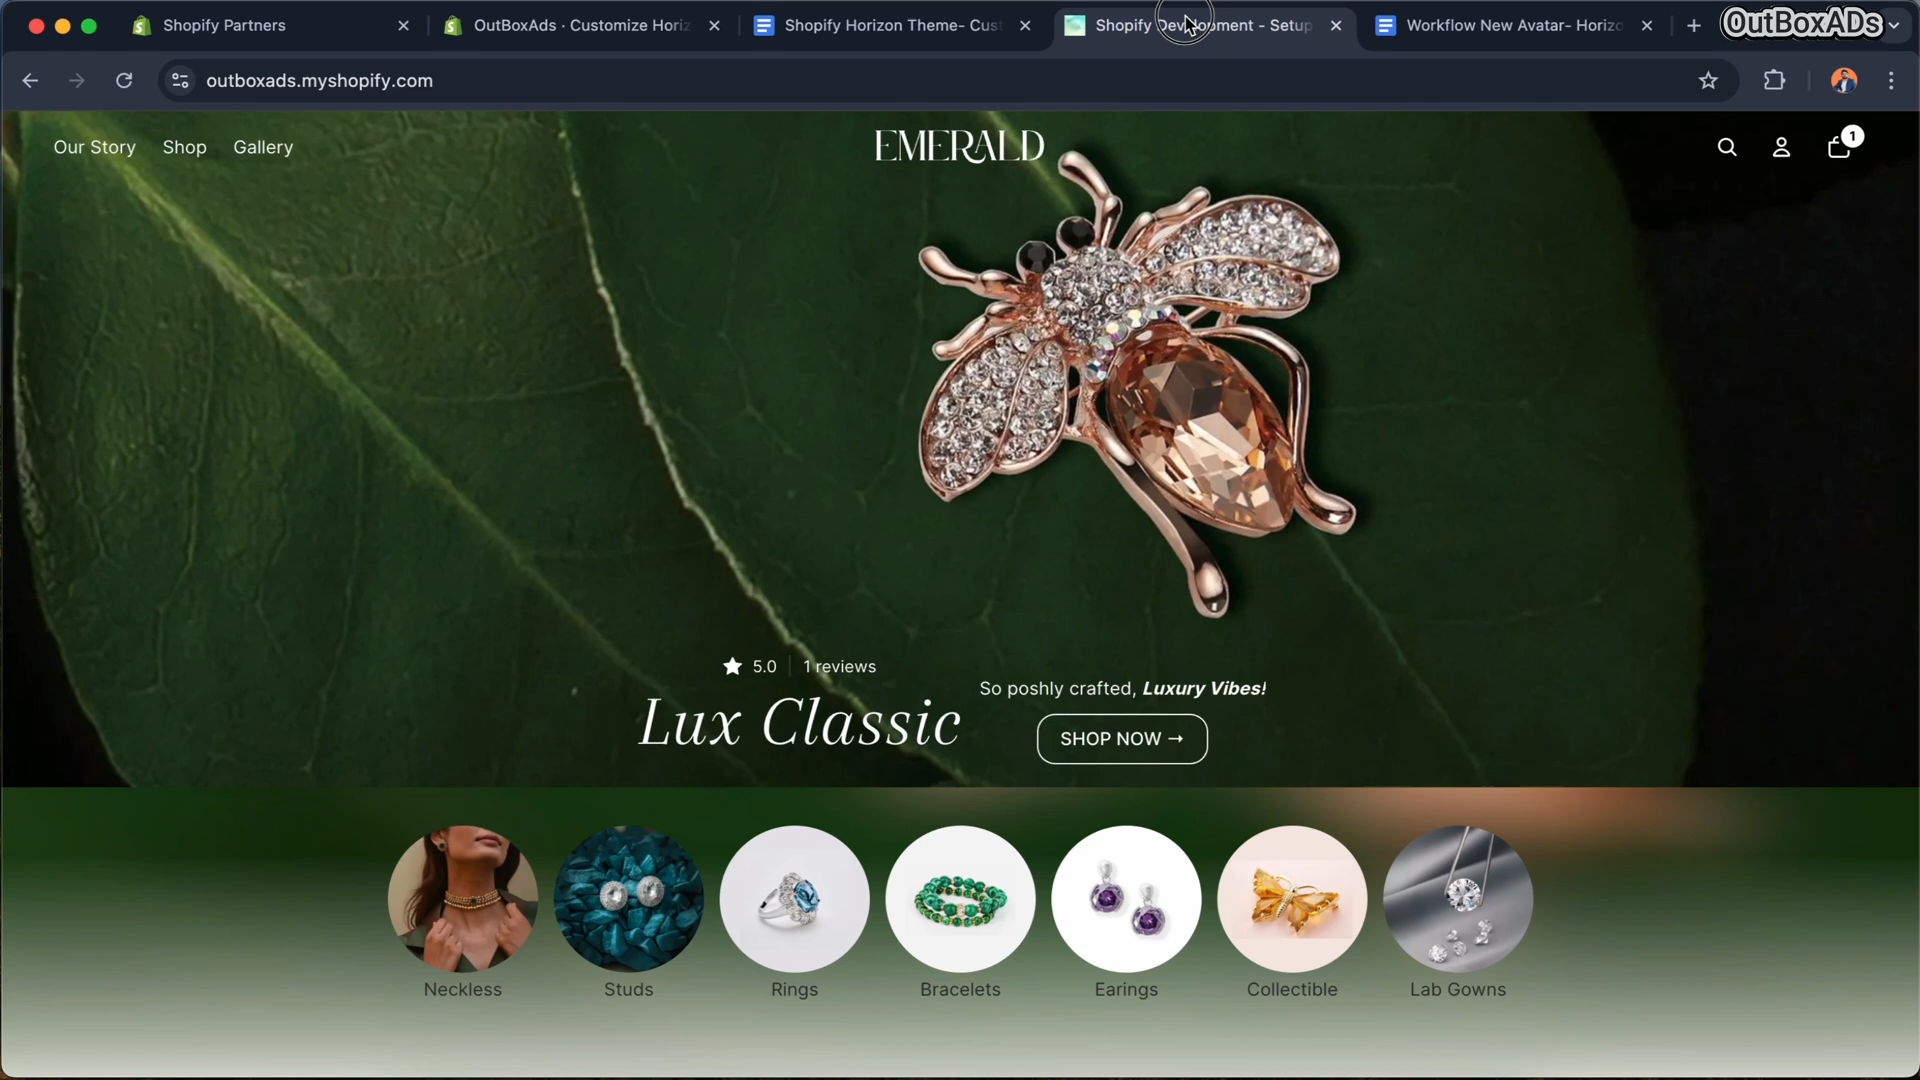 Shopify Partners
OutBoxAds · Customize Horiz
Shopify Horizon Theme- Cust
Shopify Development - Setup
Workflow New Avatar- Horizo
OutBoxADs
outboxads.myshopify.com
Our Story
Shop
Gallery
EMERALD
1
5.0
1 reviews
Lux Classic
So poshly crafted, Luxury Vibes!
SHOP NOW →
Neckless
Studs
Rings
Bracelets
Earings
Collectible
Lab Gowns